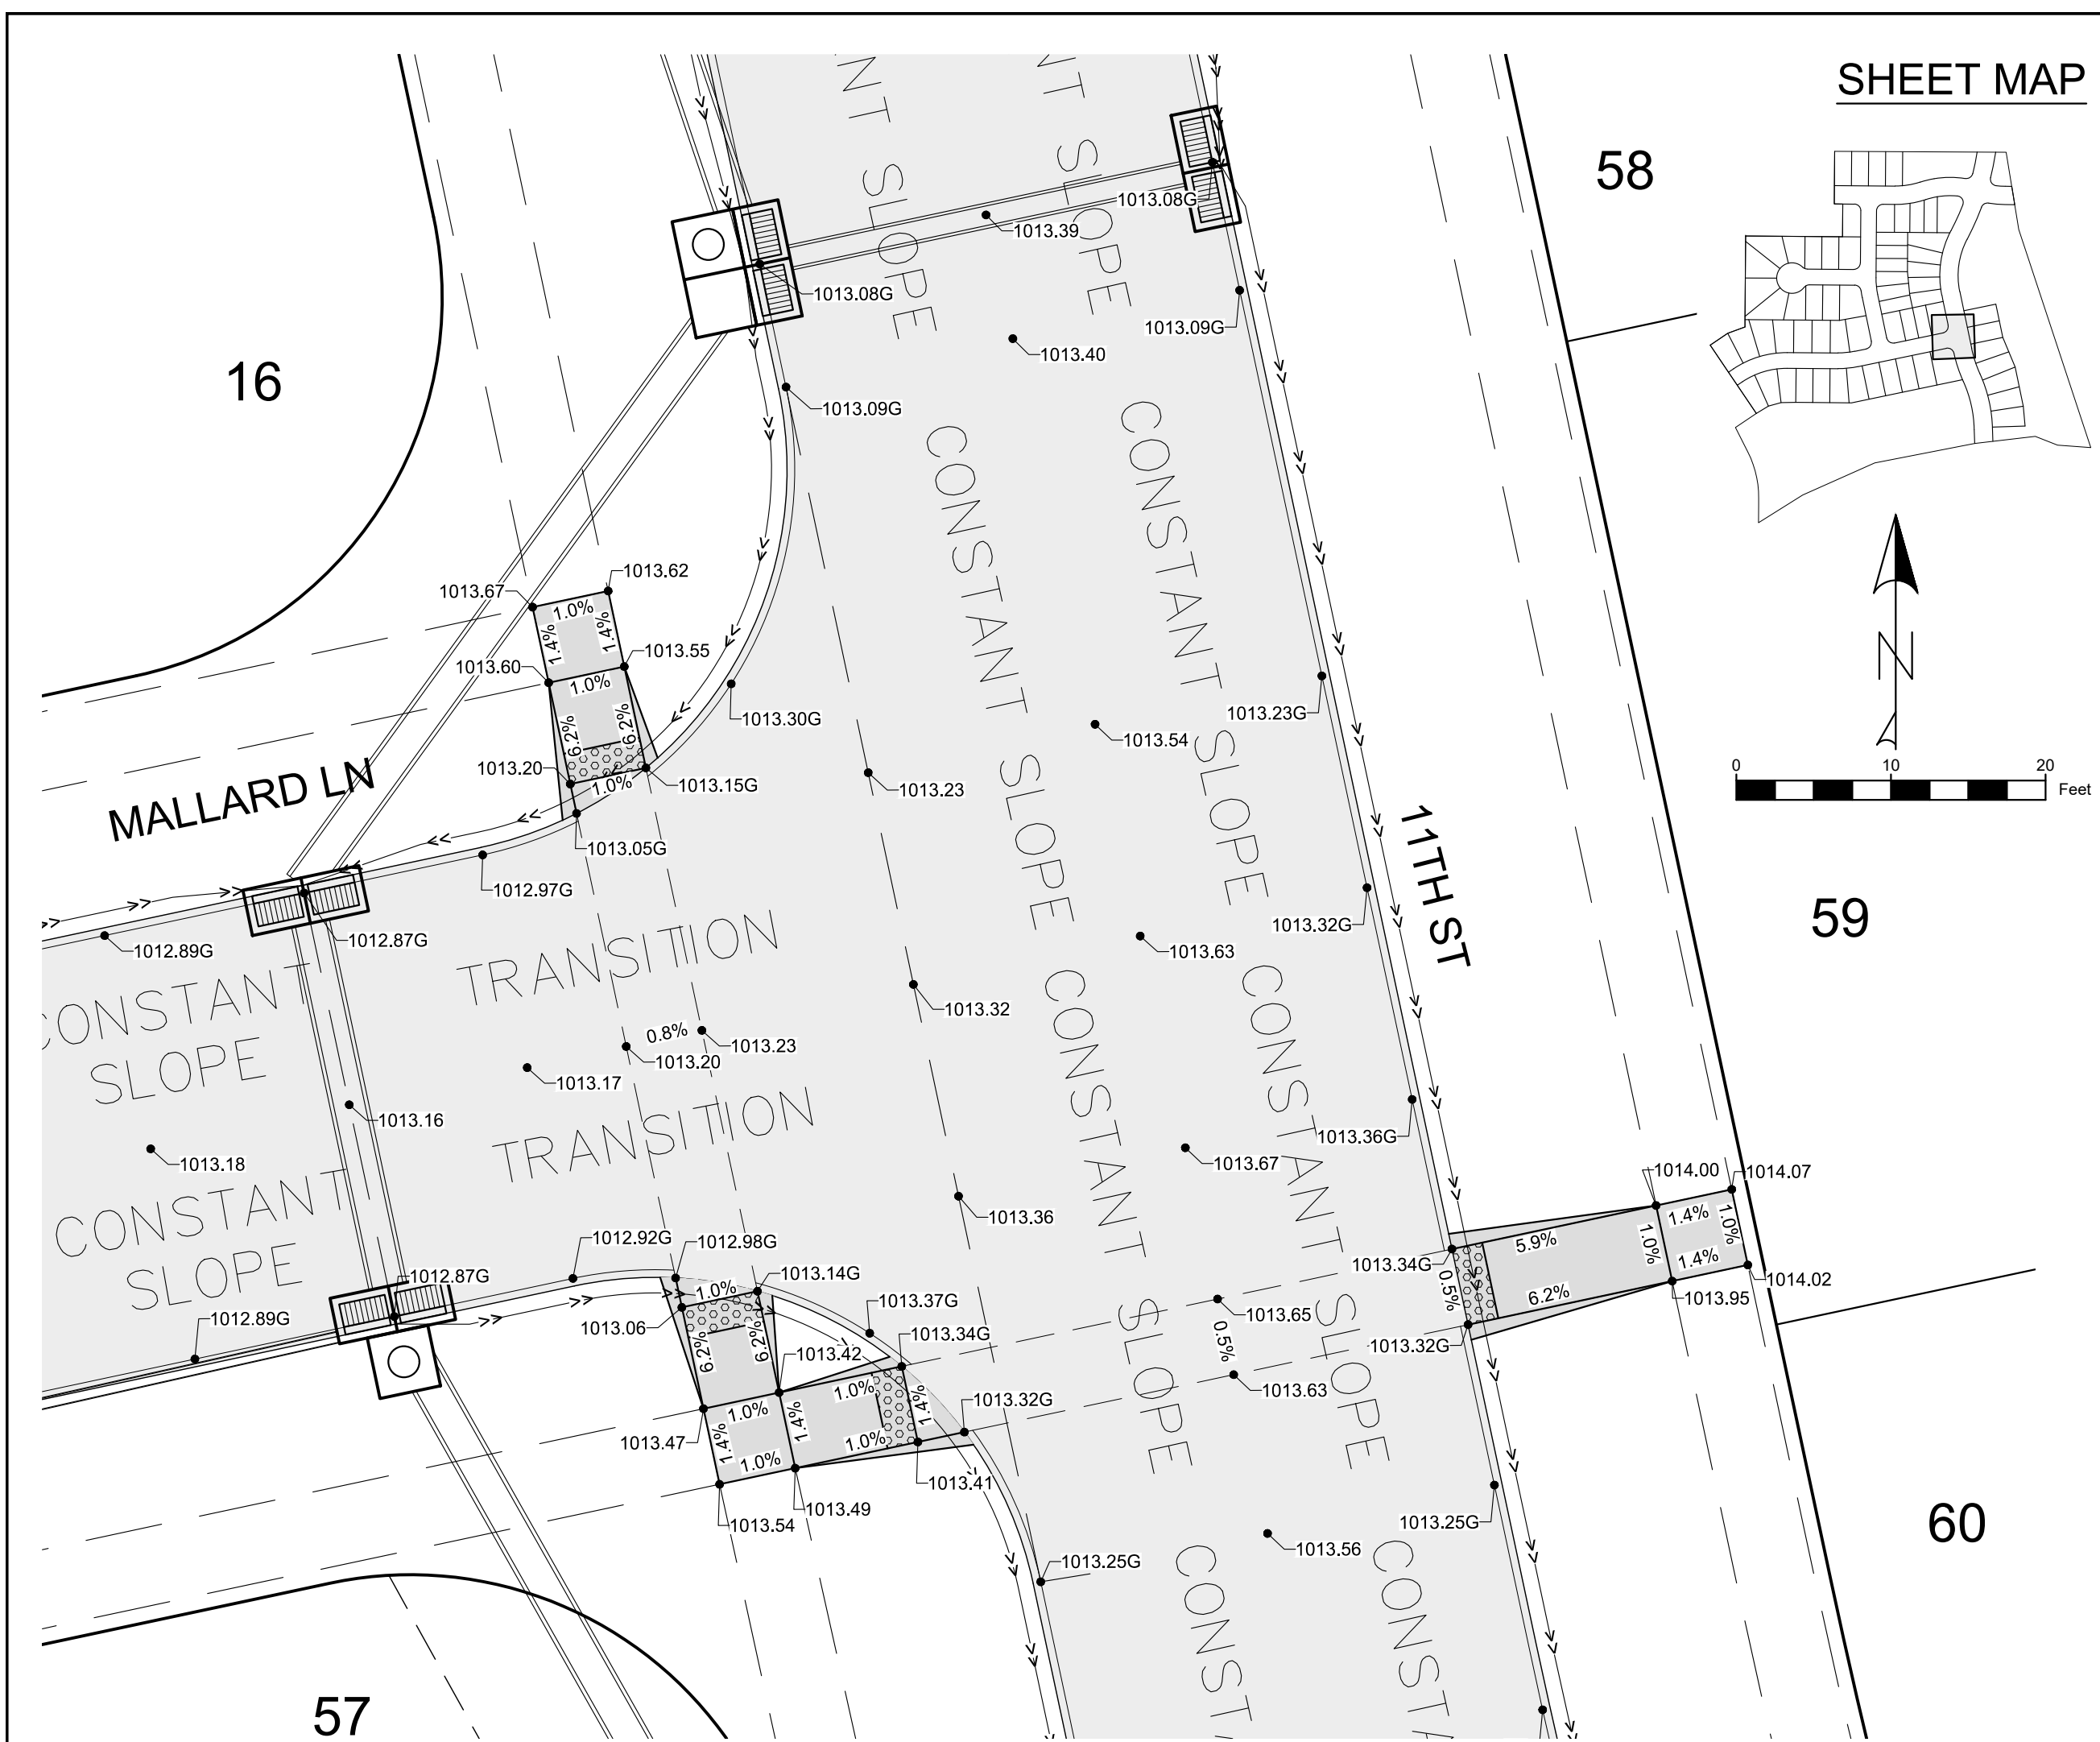 SHEET MAP
NT
NT
SLOPE
SLOPE
58
1013.08G
1013.39
1013.08G
1013.09G
1013.40
16
1013.09G
CONSTANT
CONSTANT
1013.62
1013.67
1.0%
1.4%
1.4%
1013.55
1013.60
1.0%
6.2%
6.2%
1013.30G
1013.23G
1013.54
1013.20
1.0%
1013.15G
1013.23
N
0 10 20
Feet
MALLARD LN
SLOPE
SLOPE
11TH ST
1013.05G
1012.97G
1012.87G
1012.89G
1013.32G
1013.63
59
TRANSITION
CONSTANT
SLOPE
1013.32
0.8%
1013.23
1013.20
1013.17
CONSTANT
CONSTANT
1013.16
TRANSITION
1013.18
1013.36G
1013.67
CONSTANT
SLOPE
1013.36
1014.00
1014.07
1.4%
1.0%
1.0%
1.4%
5.9%
6.2%
1014.02
1013.95
1012.92G
1012.98G
1013.34G
0.5%
1012.87G
1013.14G
1.0%
1013.65
1012.89G
1013.06
1013.37G
1013.34G
0.5%
1013.32G
6.2%
6.2%
1013.42
1013.63
SLOPE
SLOPE
1.0%
1.4%
1013.32G
1.0%
1.4%
1013.47
1.4%
1.0%
1.0%
1013.41
1013.49
1013.54
1013.25G
1013.56
1013.25G
60
CONSTA
CONSTA
57